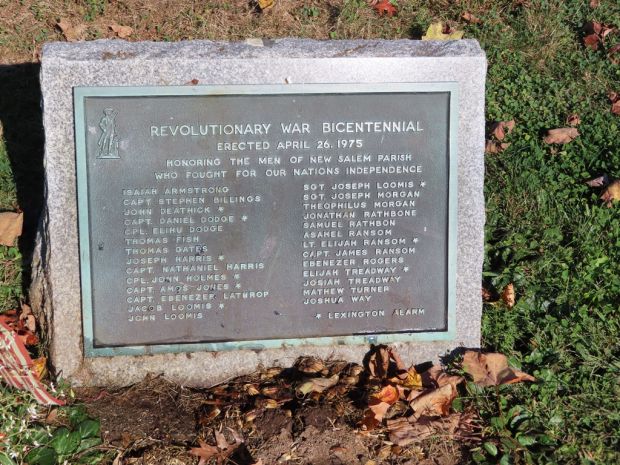 REVOLUTIONARY WAR BICENTENNIAL
ERECTED APRIL 26, 1975
HONORING THE MEN OF NEW SALEM PARISH
WHO FOUGHT FOR OUR NATIONS INDEPENDENCE
ISAIAH ARMSTRONG
CAPT. STEPHEN BILLINGS
JOHN DEATHICK *
CAPT. DANIEL DODGE *
CPL. ELIHU DODGE
THOMAS FISH
THOMAS GATES
JOSEPH HARRIS *
CAPT. NATHANIEL HARRIS
CPL. JOHN HOLMES *
CAPT. AMOS JONES *
CAPT. EBENEZER LATHROP
JACOB LOOMIS *
JOHN LOOMIS
SGT. JOSEPH LOOMIS *
SGT. JOSEPH MORGAN
THEOPHILUS MORGAN
JONATHAN RATHBONE
SAMUEL RATHBON
ASAHEL RANSOM
LT. ELIJAH RANSOM *
CAPT. JAMES RANSOM
EBENEZER ROGERS
ELIJAH TREADWAY *
JOSIAH TREADWAY
MATHEW TURNER
JOSHUA WAY
* LEXINGTON ALARM